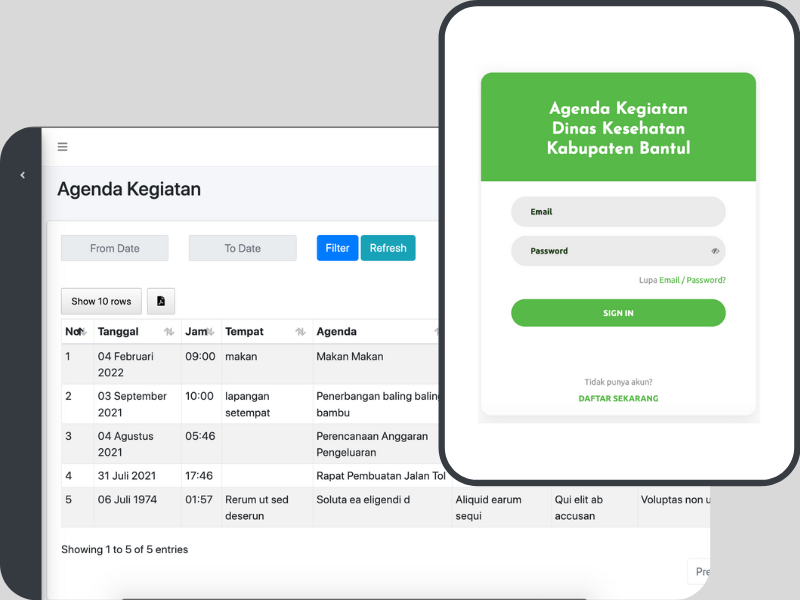 Agenda Kegiatan
Dinas Kesehatan
Kabupaten Bantul
Email
Password
Lupa Email / Password?
SIGN IN
Tidak punya akun?
DAFTAR SEKARANG
Agenda Kegiatan
From Date To Date Filter Refresh
Show 10 rows
No Tanggal Jam Tempat Agenda
1 04 Februari 2022 09:00 makan Makan Makan
2 03 September 2021 10:00 lapangan setempat Penerbangan baling baling bambu
3 04 Agustus 2021 05:46 Perencanaan Anggaran Pengeluaran
4 31 Juli 2021 17:46 Rapat Pembuatan Jalan Tol
5 06 Juli 1974 01:57 Rerum ut sed deserun Soluta ea eligendi d Aliquid earum sequi Qui elit ab accusan Voluptas non
Showing 1 to 5 of 5 entries